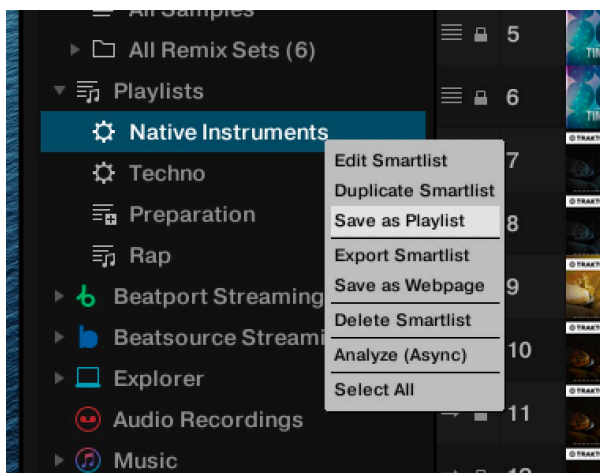 All Samples
All Remix Sets (6)
Playlists
Native Instruments
Techno
Preparation
Rap
Beatport Streaming
Beatsource Streami
Explorer
Audio Recordings
Music
Edit Smartlist
Duplicate Smartlist
Save as Playlist
Export Smartlist
Save as Webpage
Delete Smartlist
Analyze (Async)
Select All
5
6
7
8
9
10
11
12